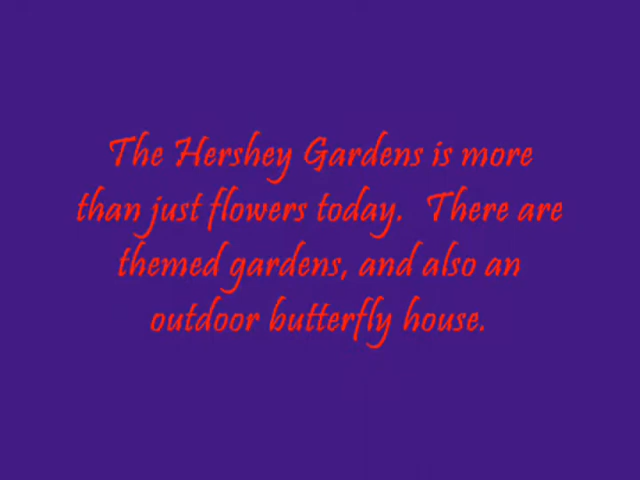 The Hershey Gardens is more
than just flowers today.  There are
themed gardens, and also an
outdoor butterfly house.